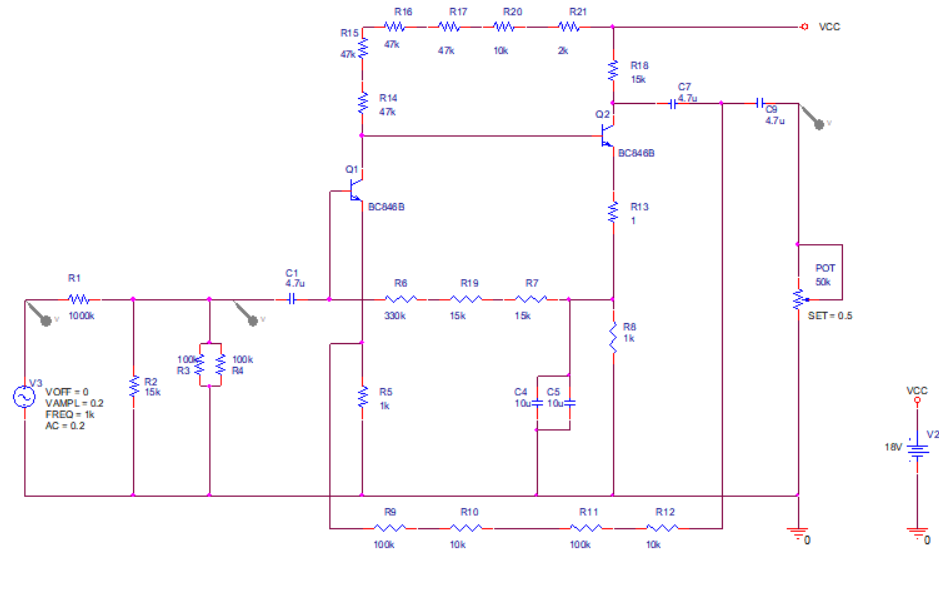 R16
R17
R20
R21
R15
47k
47k
47k
10k
2k
VCC
R18
15k
R14
47k
C7
4.7u
C9
4.7u
Q2
BC846B
Q1
BC846B
R13
1
R1
1000k
C1
4.7u
R6
R19
R7
330k
15k
15k
POT
50k
SET = 0.5
R8
1k
100k
R3
100k
R4
R2
15k
V3
VOFF = 0
VAMPL = 0.2
FREQ = 1k
AC = 0.2
R5
1k
C4
10u
C5
10u
VCC
18V
V2
0
0
R9
R10
R11
R12
100k
10k
100k
10k
V
V
V